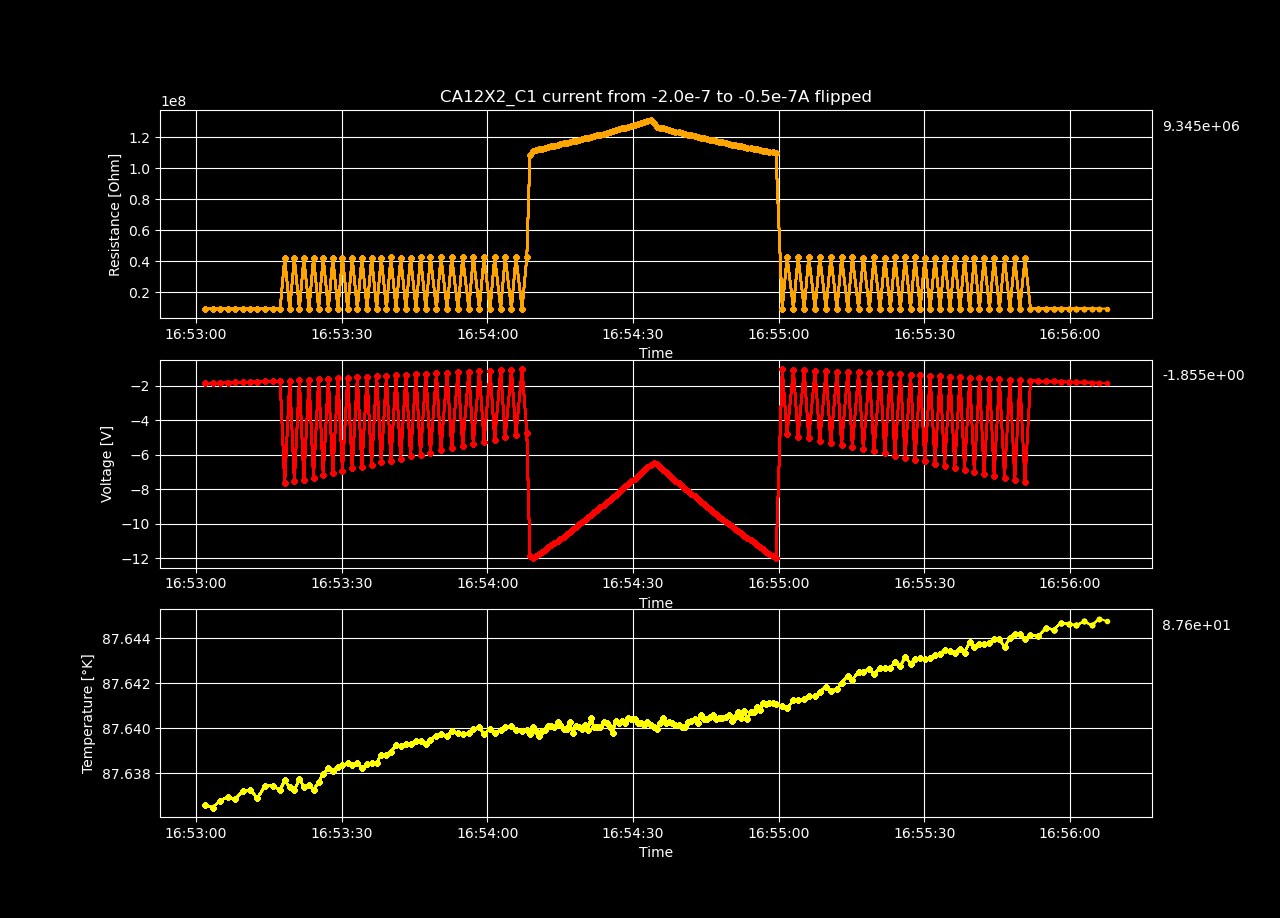 CA12X2_C1 current from -2.0e-7 to -0.5e-7A flipped
1e8
9.345e+06
1.2
1.0
0.8
0.6
0.4
0.2
Resistance [Ohm]
16:53:00 16:53:30 16:54:00 16:54:30 16:55:00 16:55:30 16:56:00
Time
-1.855e+00
−2
−4
−6
−8
−10
−12
Voltage [V]
16:53:00 16:53:30 16:54:00 16:54:30 16:55:00 16:55:30 16:56:00
Time
8.76e+01
87.644
87.642
87.640
87.638
Temperature [°K]
16:53:00 16:53:30 16:54:00 16:54:30 16:55:00 16:55:30 16:56:00
Time